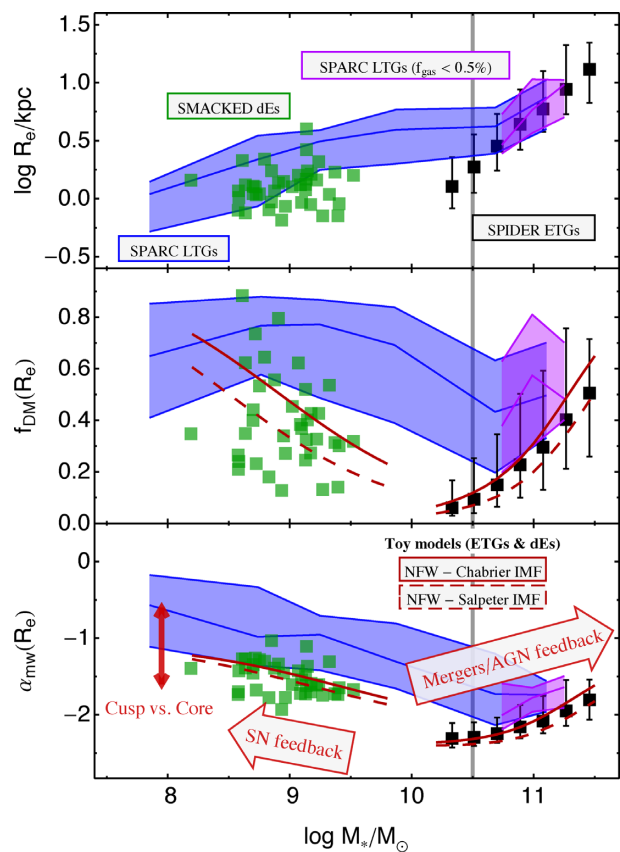 1.5
1.0
0.5
0.0
−0.5
log Rₑ/kpc
SPARC LTGs (f_gas < 0.5%)
SMACKED dEs
SPARC LTGs
SPIDER ETGs
0.8
0.6
0.4
0.2
0.0
f_DM(Rₑ)
0
−1
−2
α_mw(Rₑ)
Toy models (ETGs & dEs)
NFW − Chabrier IMF
NFW − Salpeter IMF
Mergers/AGN feedback
Cusp vs. Core
SN feedback
8
9
10
11
log M_*/M_⊙